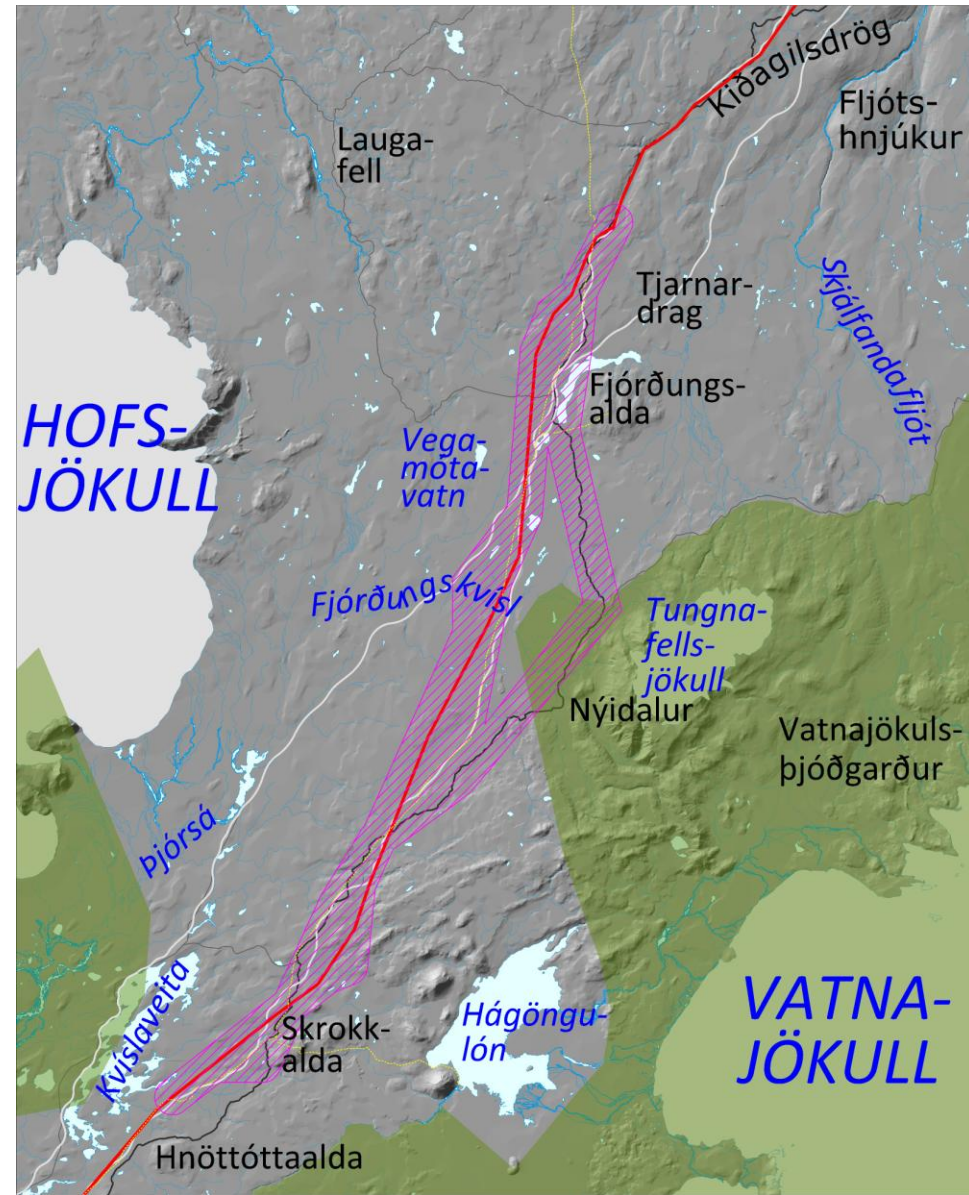 Kiðagilsdrög
Fljóts-
hnjúkur
Lauga-
fell
Skjálfandafljót
Tjarnar-
drag
Fjórðungs-
alda
HOFS-
JÖKULL
Vega-
móta-
vatn
Fjórðungskvísl
Tungna-
fells-
jökull
Nýidalur
Vatnajökuls-
þjóðgarður
Þjórsá
Kvíslaveita
Hágöngu-
lón
VATNA-
JÖKULL
Skrokk-
alda
Hnöttóttaalda